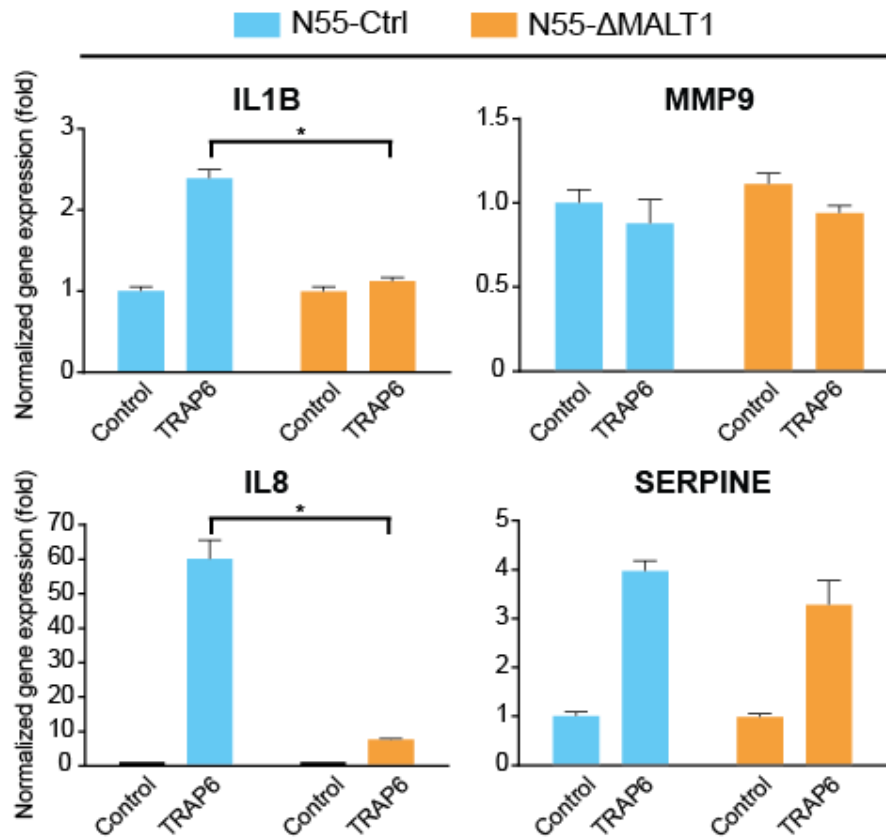 N55-Ctrl N55-ΔMALT1
IL1B
Normalized gene expression (fold)
3
2
1
0
*
Control
TRAP6
Control
TRAP6
MMP9
1.5
1.0
0.5
0
Control
TRAP6
Control
TRAP6
IL8
Normalized gene expression (fold)
70
60
50
40
30
20
10
0
*
Control
TRAP6
Control
TRAP6
SERPINE
5
4
3
2
1
0
Control
TRAP6
Control
TRAP6